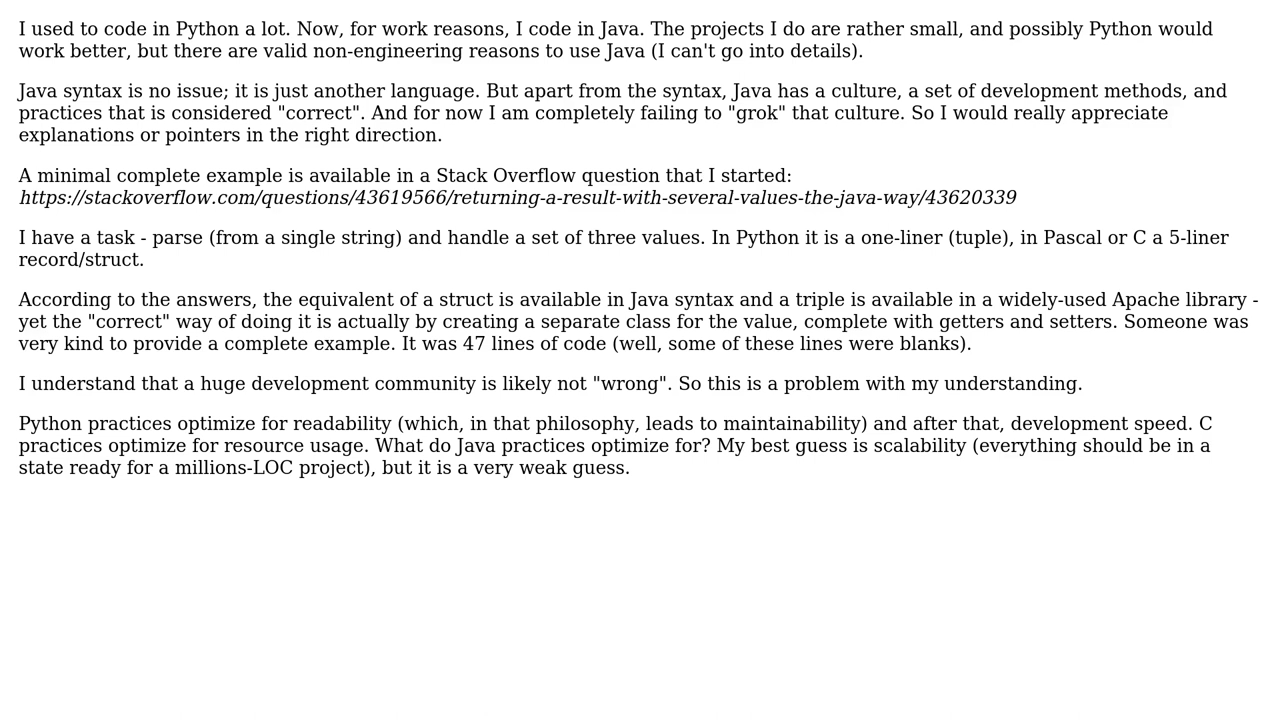 I used to code in Python a lot. Now, for work reasons, I code in Java. The projects I do are rather small, and possibly Python would
work better, but there are valid non-engineering reasons to use Java (I can't go into details).
Java syntax is no issue; it is just another language. But apart from the syntax, Java has a culture, a set of development methods, and
practices that is considered "correct". And for now I am completely failing to "grok" that culture. So I would really appreciate
explanations or pointers in the right direction.
A minimal complete example is available in a Stack Overflow question that I started:
https://stackoverflow.com/questions/43619566/returning-a-result-with-several-values-the-java-way/43620339
I have a task - parse (from a single string) and handle a set of three values. In Python it is a one-liner (tuple), in Pascal or C a 5-liner
record/struct.
According to the answers, the equivalent of a struct is available in Java syntax and a triple is available in a widely-used Apache library -
yet the "correct" way of doing it is actually by creating a separate class for the value, complete with getters and setters. Someone was
very kind to provide a complete example. It was 47 lines of code (well, some of these lines were blanks).
I understand that a huge development community is likely not "wrong". So this is a problem with my understanding.
Python practices optimize for readability (which, in that philosophy, leads to maintainability) and after that, development speed. C
practices optimize for resource usage. What do Java practices optimize for? My best guess is scalability (everything should be in a
state ready for a millions-LOC project), but it is a very weak guess.